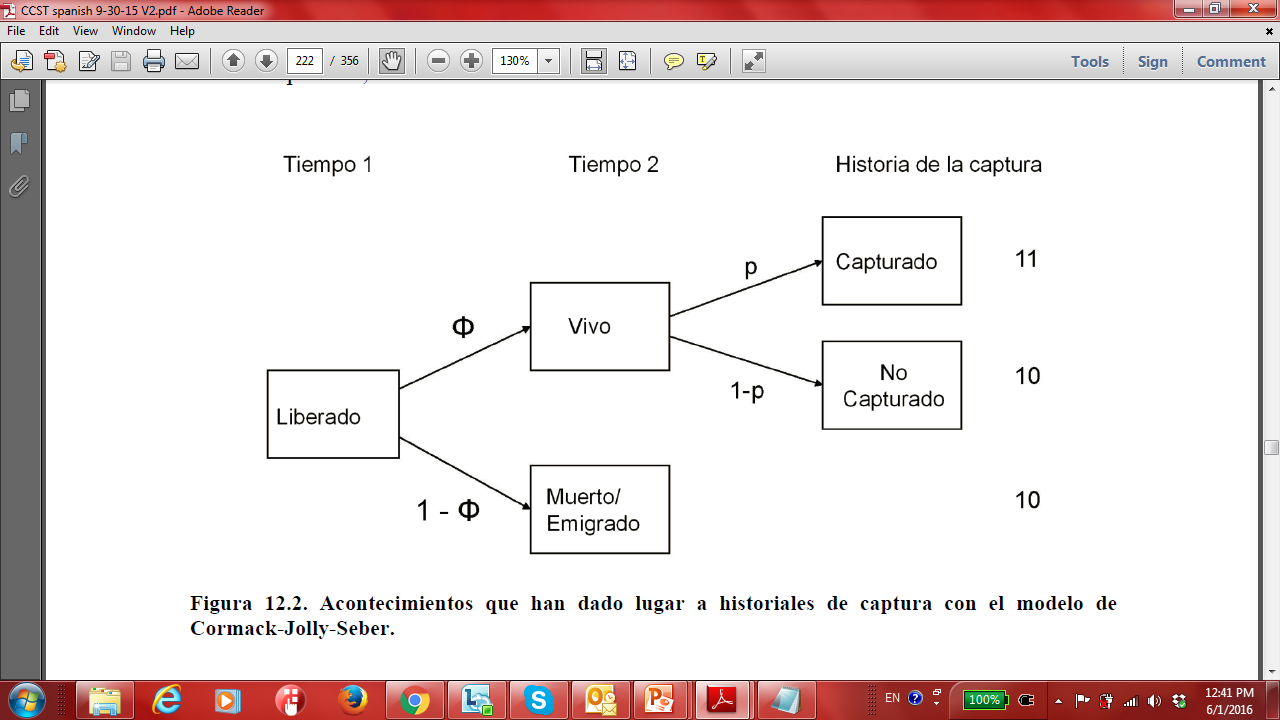 CCST spanish 9-30-15 V2.pdf - Adobe Reader
File Edit View Window Help
222 / 356
130%
Tools Sign Comment
Tiempo 1 Tiempo 2 Historia de la captura
Capturado 11
p
Φ
Vivo
No
Capturado
10
1-p
Liberado
Muerto/
Emigrado
10
1 - Φ
Figura 12.2. Acontecimientos que han dado lugar a historiales de captura con el modelo de
Cormack-Jolly-Seber.
EN
100%
12:41 PM
6/1/2016